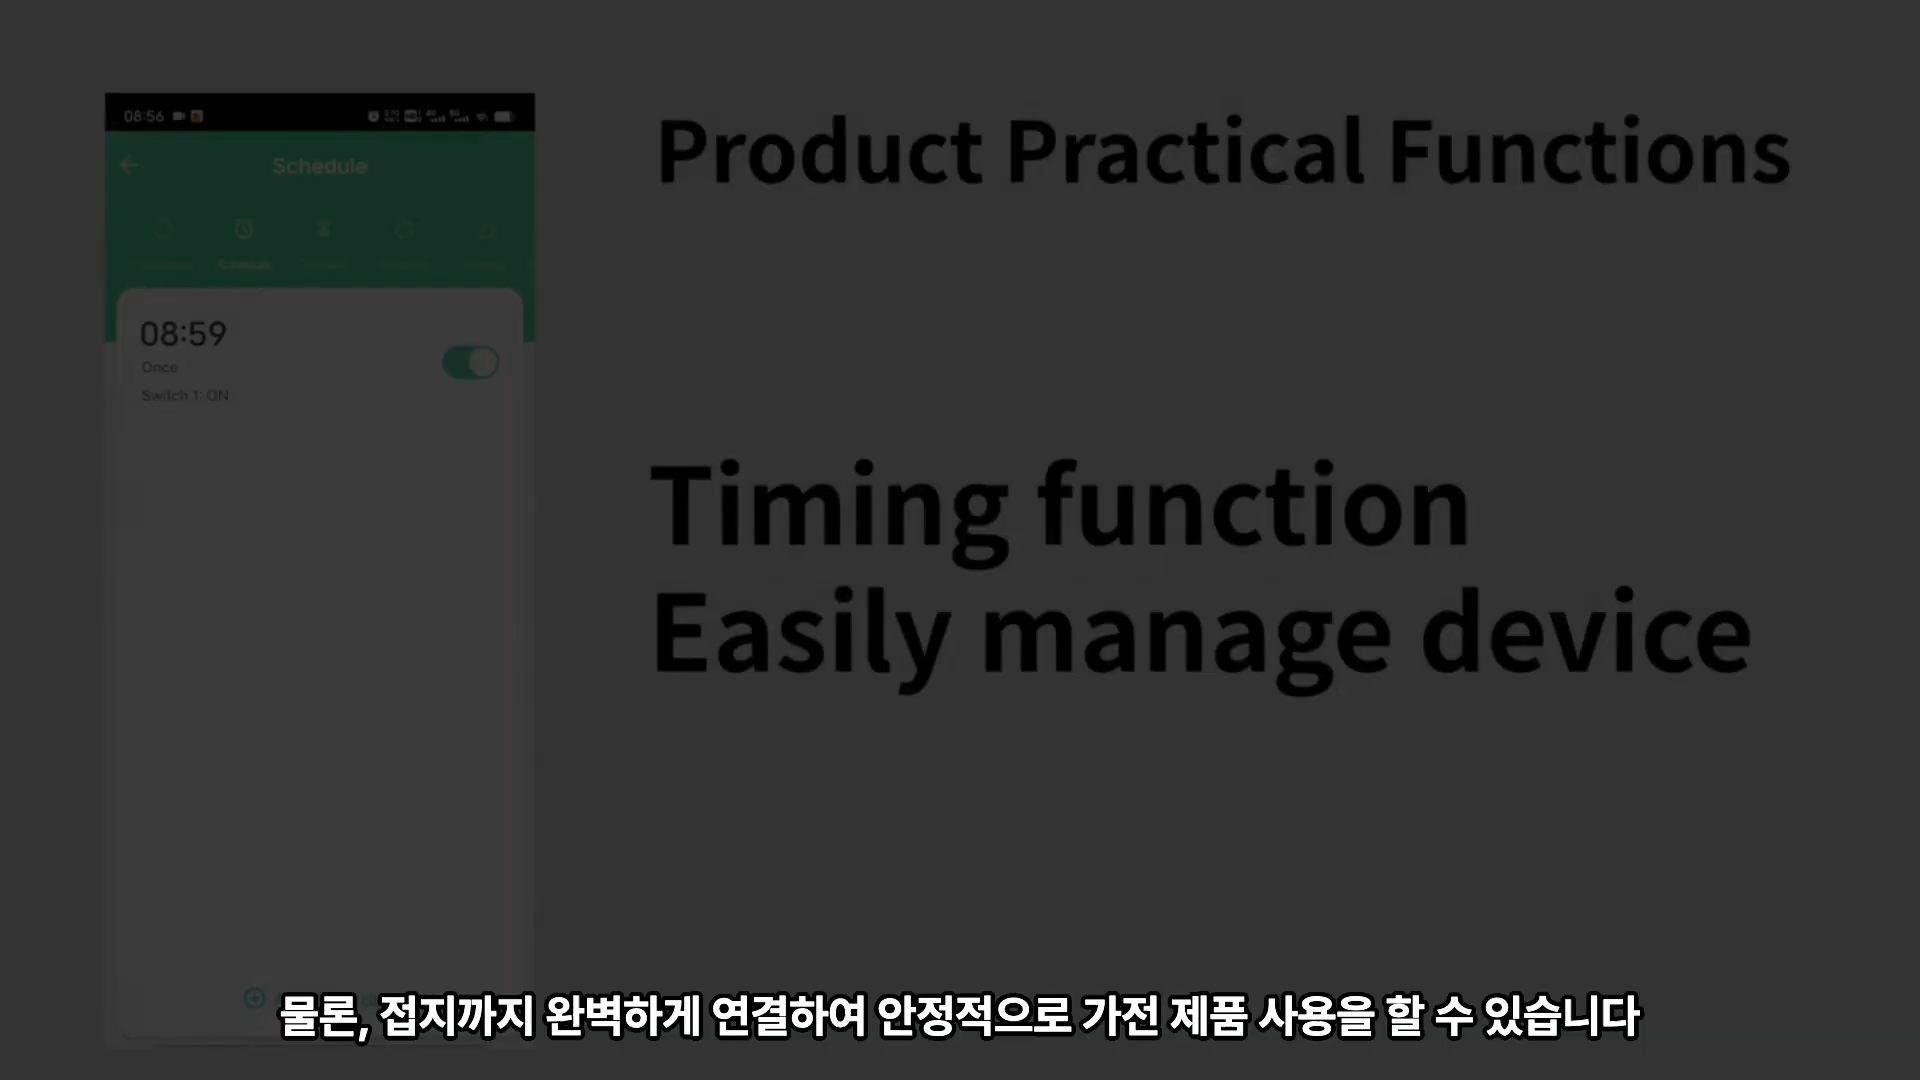 08:56
Schedule
Schedule
08:59
Once
Switch 1: ON
Product Practical Functions
Timing function
Easily manage device
물론, 접지까지 완벽하게 연결하여 안정적으로 가전 제품 사용을 할 수 있습니다